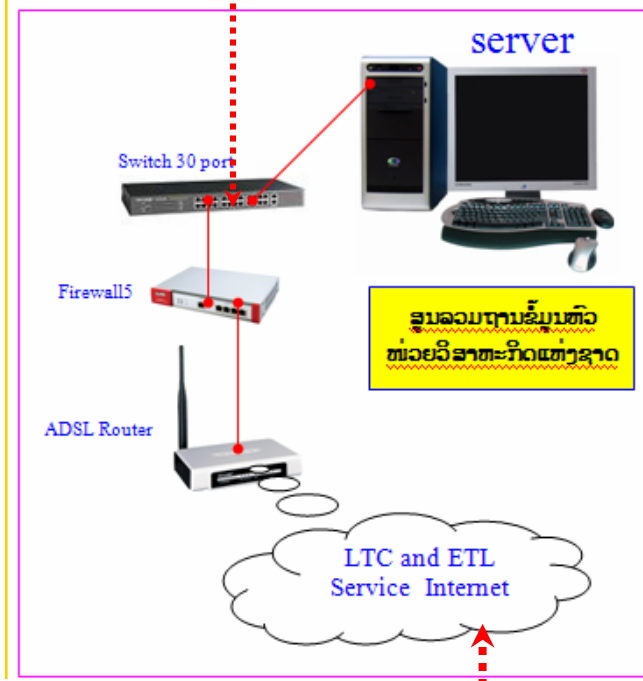 server
Switch 30 port
Firewall5
ສູນລວມຖານຂໍ້ມູນຫົວ
ໜ່ວຍວິສາຫະກິດແຫ່ງຊາດ
ADSL Router
LTC and ETL
Service Internet